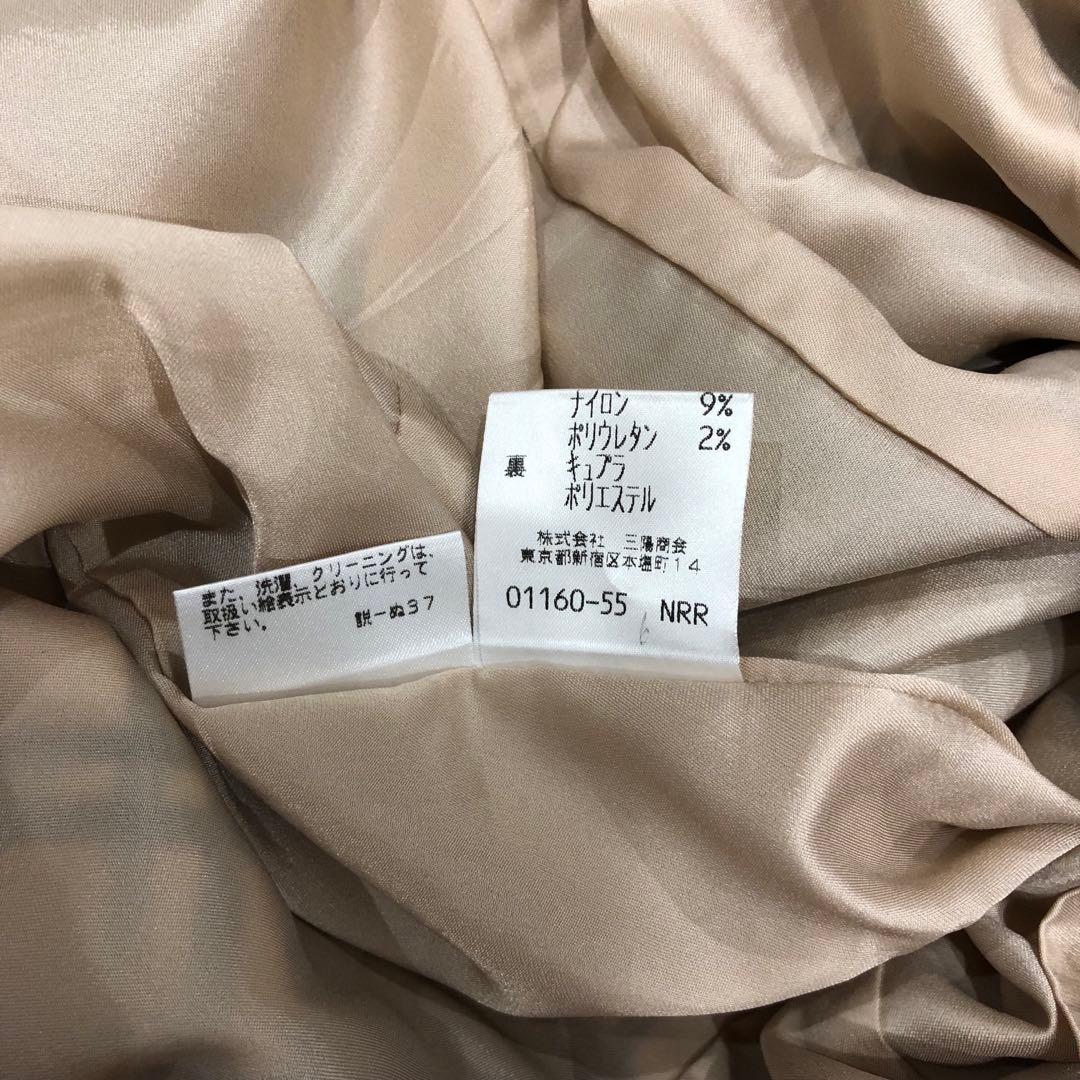 また、洗濯、クリーニングは、
取扱い絵表示とおりに行って
下さい。
説ーぬ37
ナイロン 9%
ポリウレタン 2%
裏 キュプラ
ポリエステル
株式会社 三陽商会
東京都新宿区本塩町14
01160-55 NRR
6